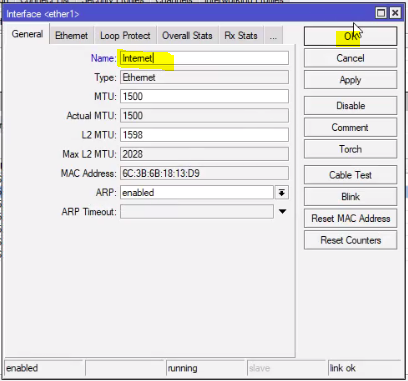 Interface <ether1>
General Ethernet Loop Protect Overall Stats Rx Stats ...
Name: Internet
Type: Ethernet
MTU: 1500
Actual MTU: 1500
L2 MTU: 1598
Max L2 MTU: 2028
MAC Address: 6C:3B:6B:18:13:D9
ARP: enabled
ARP Timeout:
OK
Cancel
Apply
Disable
Comment
Torch
Cable Test
Blink
Reset MAC Address
Reset Counters
enabled running slave link ok